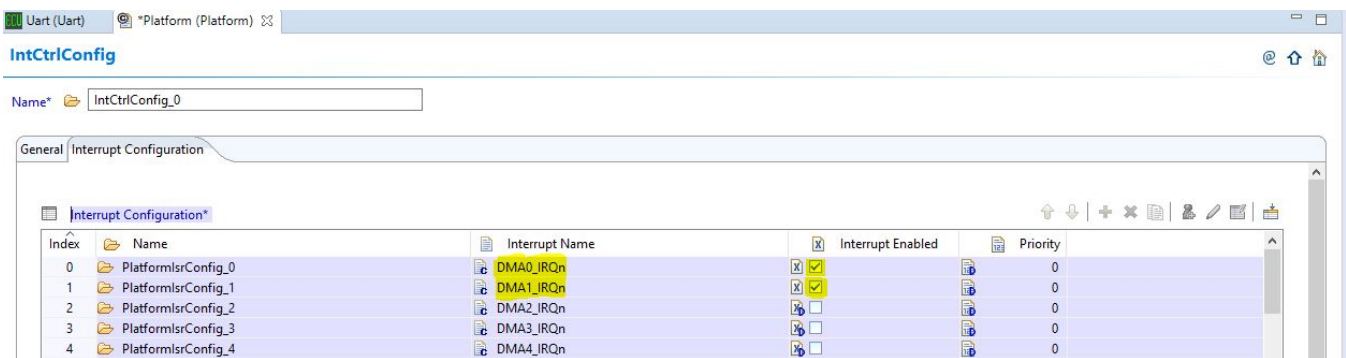 Uart (Uart) *Platform (Platform)
IntCtrlConfig
Name* IntCtrlConfig_0
General Interrupt Configuration
Interrupt Configuration*
Index Name Interrupt Name Interrupt Enabled Priority
0 PlatformIsrConfig_0 DMA0_IRQn 0
1 PlatformIsrConfig_1 DMA1_IRQn 0
2 PlatformIsrConfig_2 DMA2_IRQn 0
3 PlatformIsrConfig_3 DMA3_IRQn 0
4 PlatformIsrConfig_4 DMA4_IRQn 0